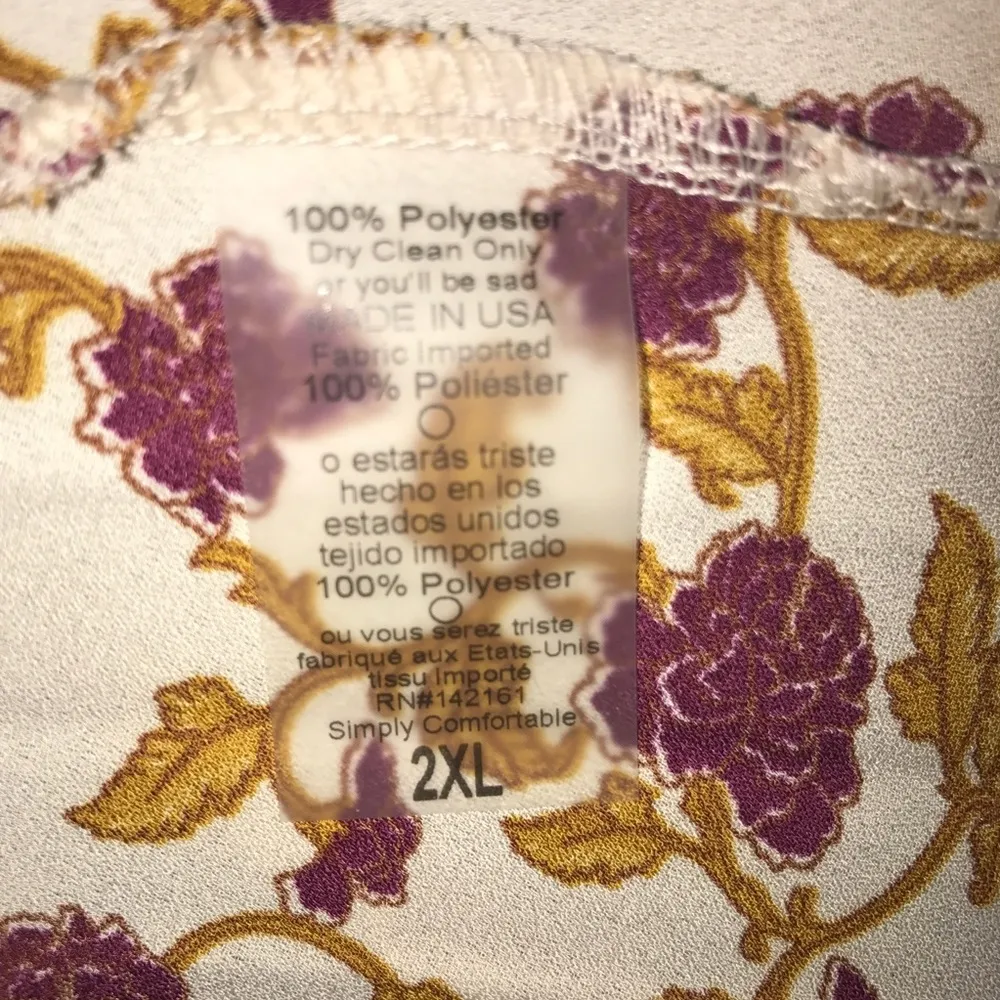 100% Polyester
Dry Clean Only
or you'll be sad
MADE IN USA
Fabric Imported
100% Poliéster
o estarás triste
hecho en los
estados unidos
tejido importado
100% Polyester
ou vous serez triste
fabriqué aux Etats-Unis
tissu Importé
RN#142161
Simply Comfortable
2XL